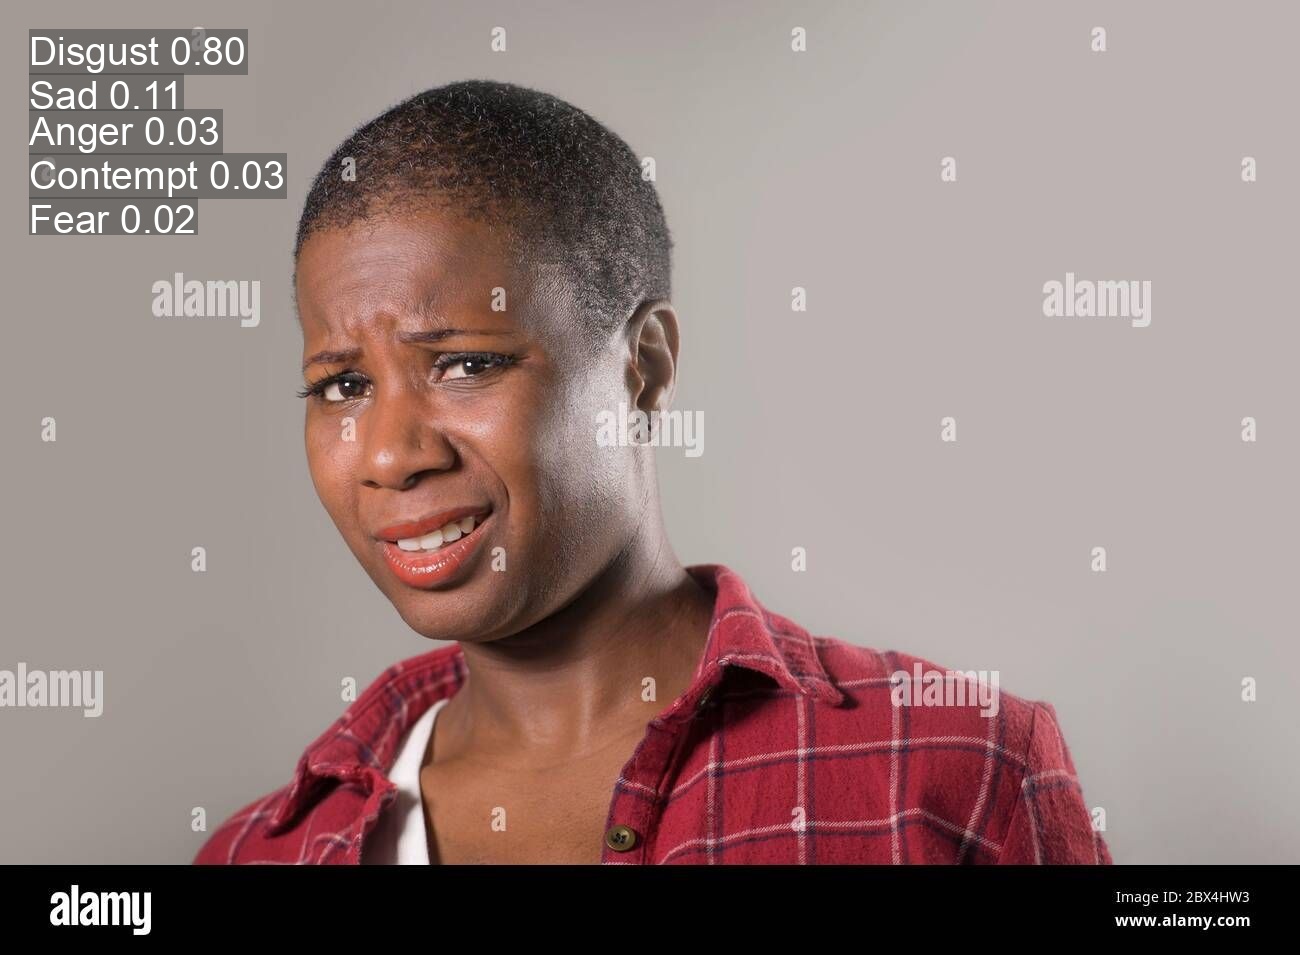 Disgust 0.80
Sad 0.11
Anger 0.03
Contempt 0.03
Fear 0.02
a a a
a a a a
alamy alamy
a a
alamy
a a a a
a a a a
alamy alamy
a a a
a a a a
alamy
Image ID: 2BX4HW3
www.alamy.com